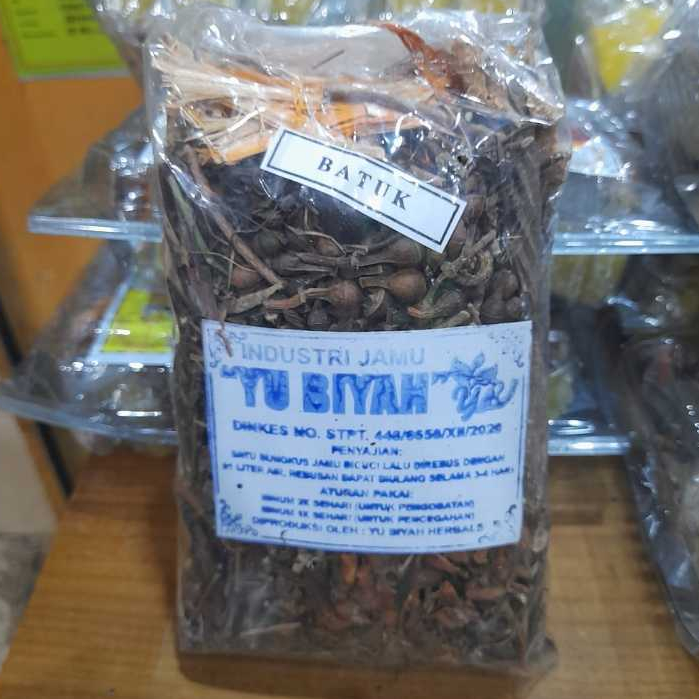 BATUK
INDUSTRI JAMU
"YU BIYAH"
DINKES NO. STPT. 448/6558/XII/2020
PENYAJIAN:
SATU BUNGKUS JAMU DICUCI LALU DIREBUS DENGAN
LITER AIR, REBUSAN DAPAT DIULANG SELAMA 3-4 HARI
ATURAN PAKAI:
MINUM 2X SEHARI (UNTUK PENGOBATAN)
MINUM 1X SEHARI (UNTUK PENCEGAHAN)
DIPRODUKSI OLEH : YU BIYAH HERBALS